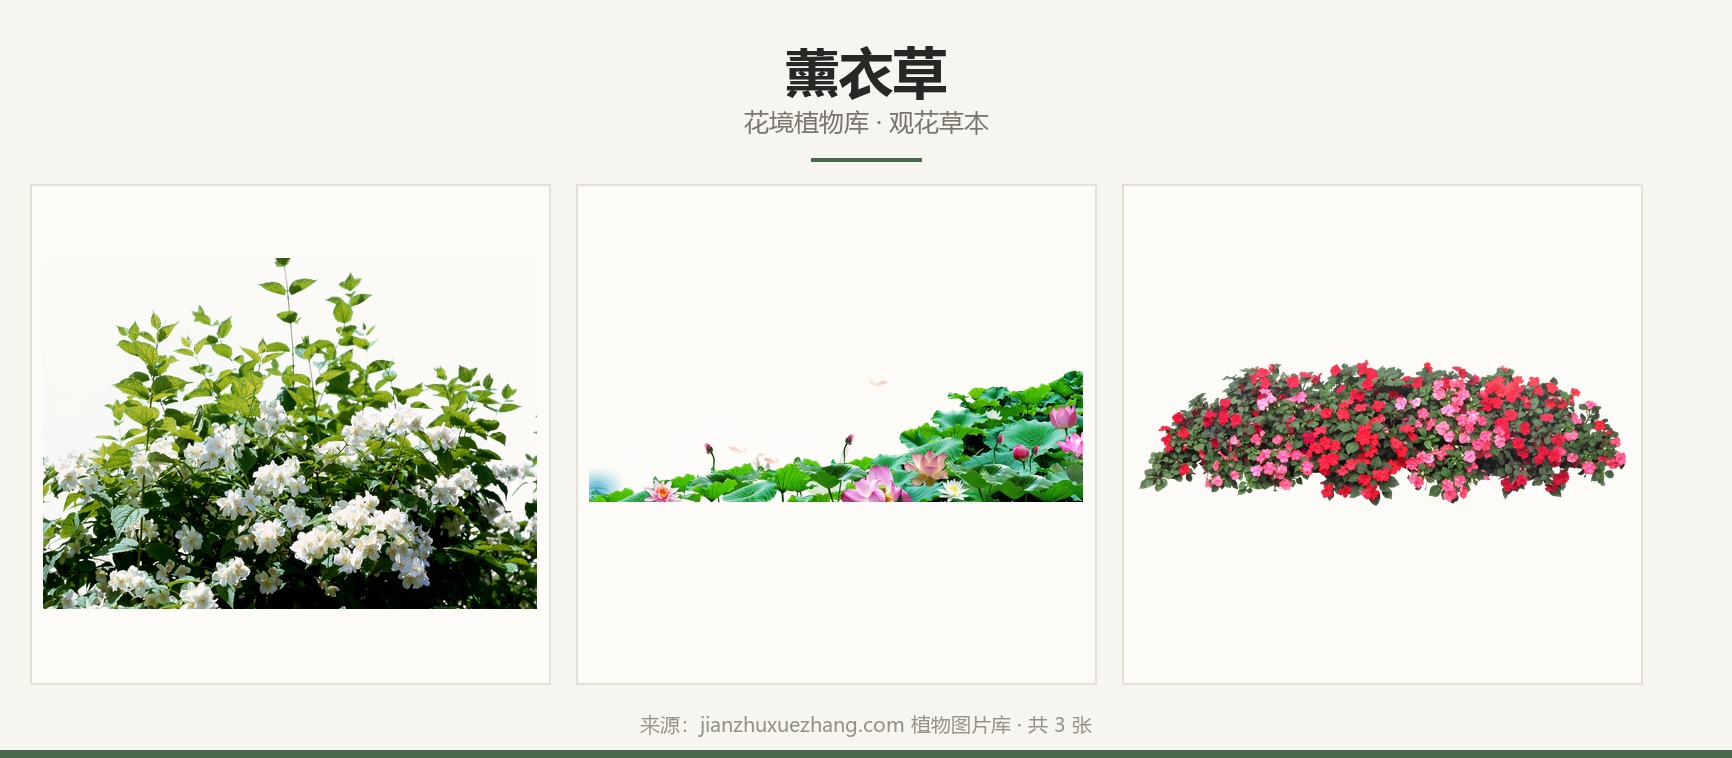 薰衣草
花境植物库 · 观花草本
来源：jianzhuxuezhang.com 植物图片库 · 共 3 张